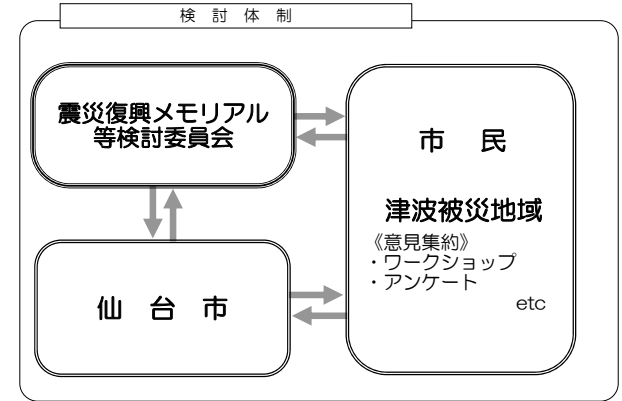 検 討 体 制
震災復興メモリアル
等検討委員会
市 民
津波被災地域
《意見集約》
・ワークショップ
・アンケート
etc
仙 台 市